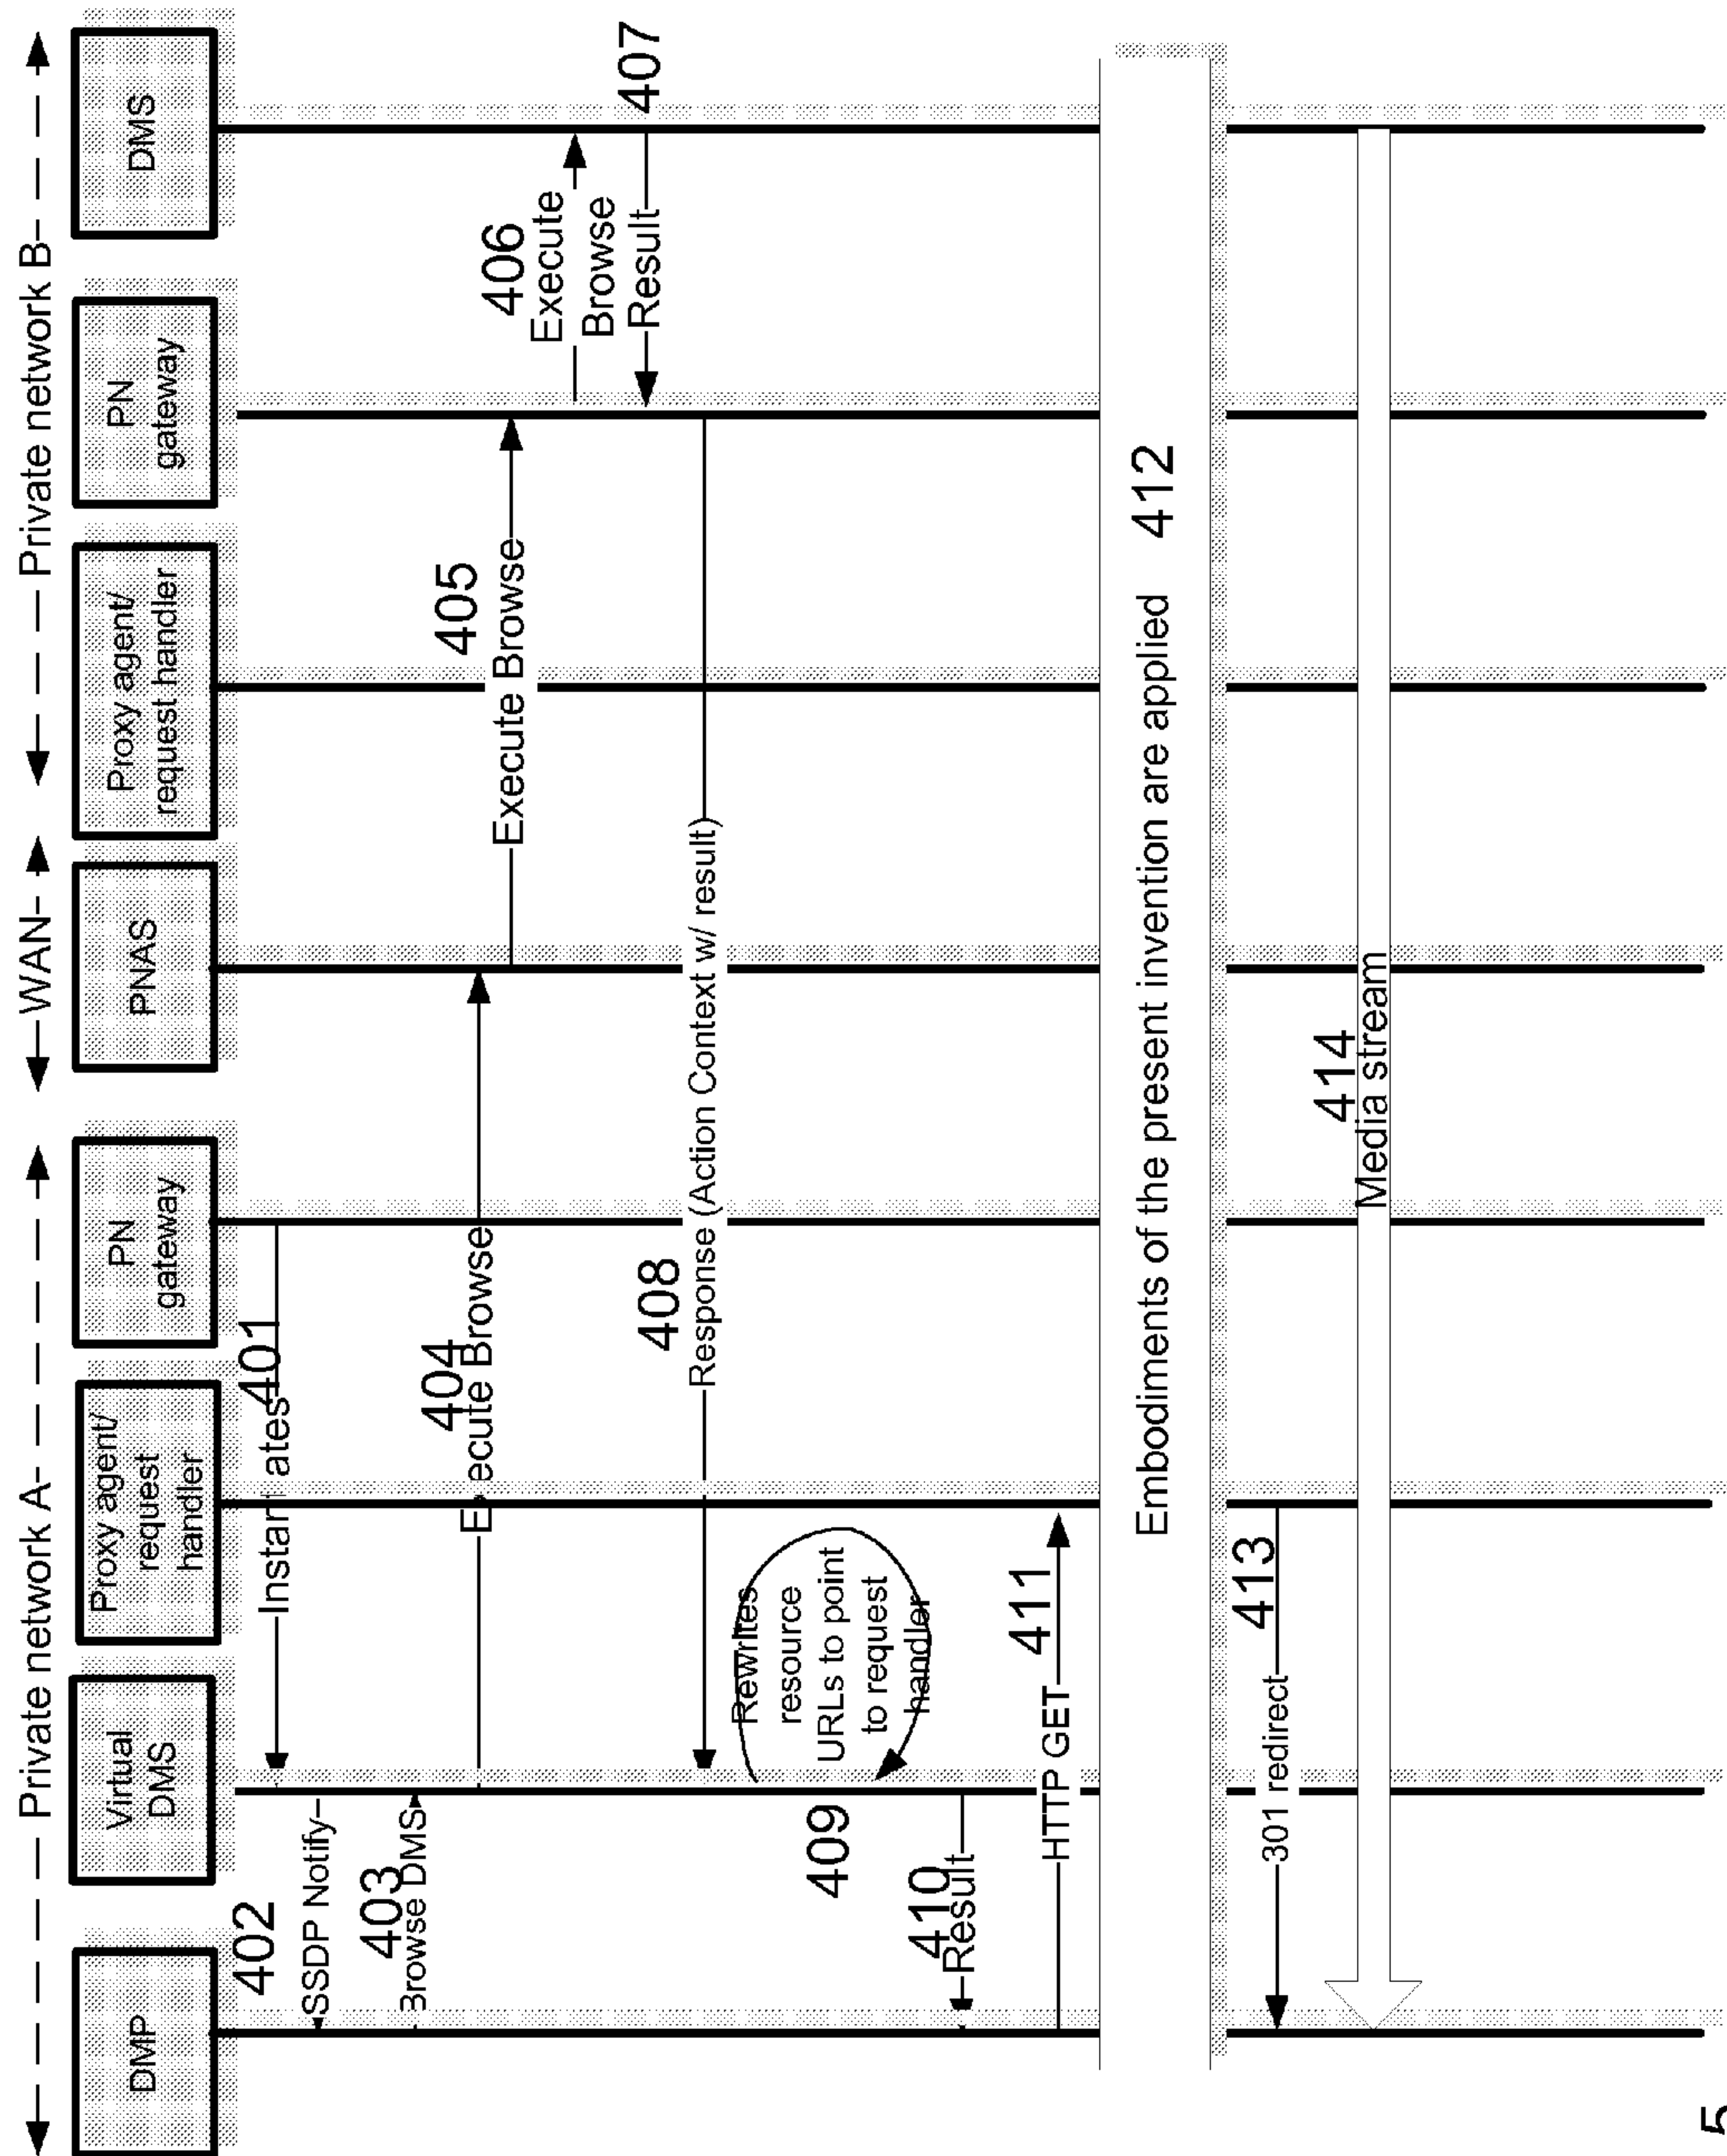 Private network A
WAN
Private network B
DMP
Virtual
DMS
Proxy agent/
request
handler
PN
gateway
PNAS
Proxy agent/
request handler
PN
gateway
DMS
401
Instantiates
402
SSDP Notify
403
Browse DMS
404
Execute Browse
405
Execute Browse
406
Execute
Browse
407
Result
408
Response (Action Context w/ result)
409
Rewrites
resource
URLs to point
to request
handler
410
Result
411
HTTP GET
Embodiments of the present invention are applied 412
413
301 redirect
414
Media stream
5